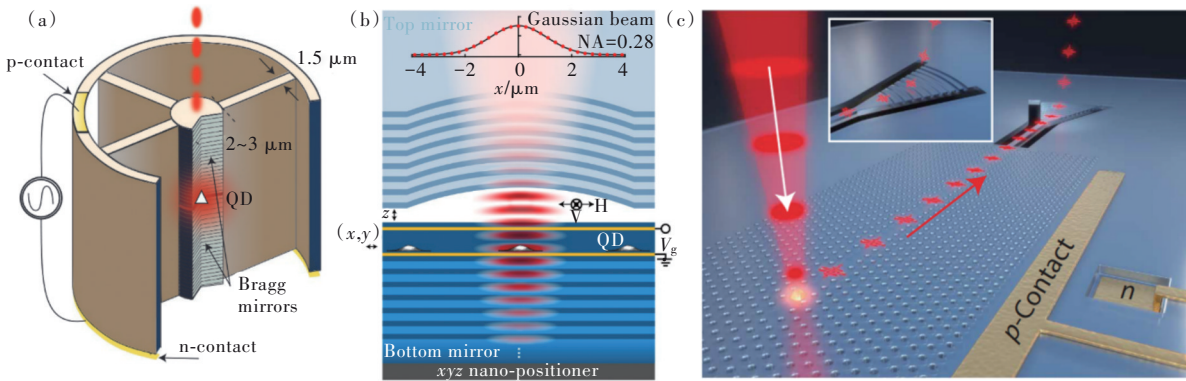 (a)
p-contact
1.5 μm
2~3 μm
QD
Bragg
mirrors
n-contact
(b)
Top mirror
Gaussian beam
NA=0.28
−4 −2 0 2 4
x/μm
z
H
V
(x,y)
QD
Vg
Bottom mirror
xyz nano-positioner
(c)
p-Contact
n